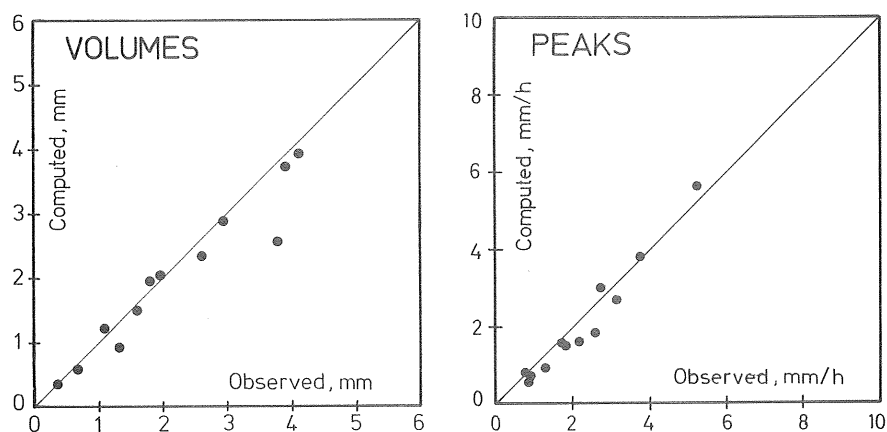 VOLUMES
Computed, mm
6
5
4
3
2
1
0
0 1 2 3 4 5 6
Observed, mm
PEAKS
Computed, mm/h
10
8
6
4
2
0
0 2 4 6 8 10
Observed, mm/h